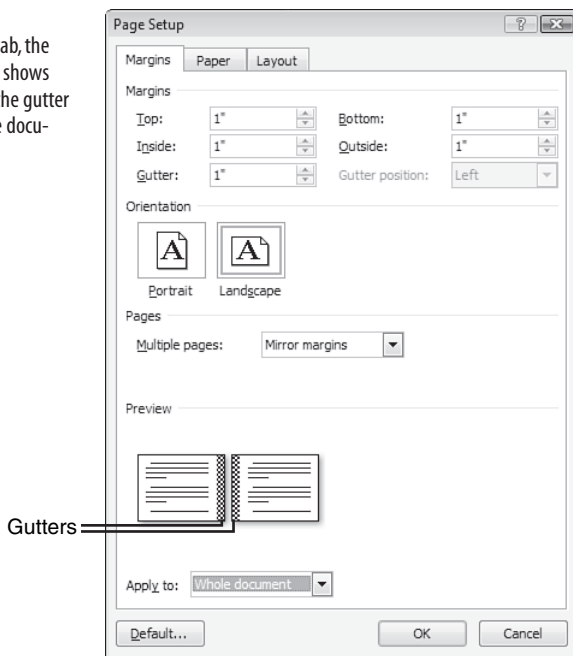 ab, the
shows
he gutter
e docu-
Page Setup
Margins Paper Layout
Margins
Top: 1" Bottom: 1"
Inside: 1" Outside: 1"
Gutter: 1" Gutter position: Left
Orientation
A A
Portrait Landscape
Pages
Multiple pages: Mirror margins
Preview
Gutters
Apply to: Whole document
Default... OK Cancel